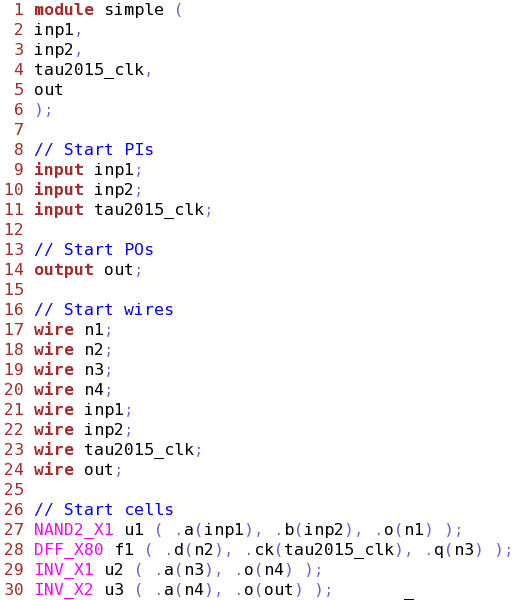 1 module simple (
2 inp1,
3 inp2,
4 tau2015_clk,
5 out
6 );
7
8 // Start PIs
9 input inp1;
10 input inp2;
11 input tau2015_clk;
12
13 // Start POs
14 output out;
15
16 // Start wires
17 wire n1;
18 wire n2;
19 wire n3;
20 wire n4;
21 wire inp1;
22 wire inp2;
23 wire tau2015_clk;
24 wire out;
25
26 // Start cells
27 NAND2_X1 u1 ( .a(inp1), .b(inp2), .o(n1) );
28 DFF_X80 f1 ( .d(n2), .ck(tau2015_clk), .q(n3) );
29 INV_X1 u2 ( .a(n3), .o(n4) );
30 INV_X2 u3 ( .a(n4), .o(out) );